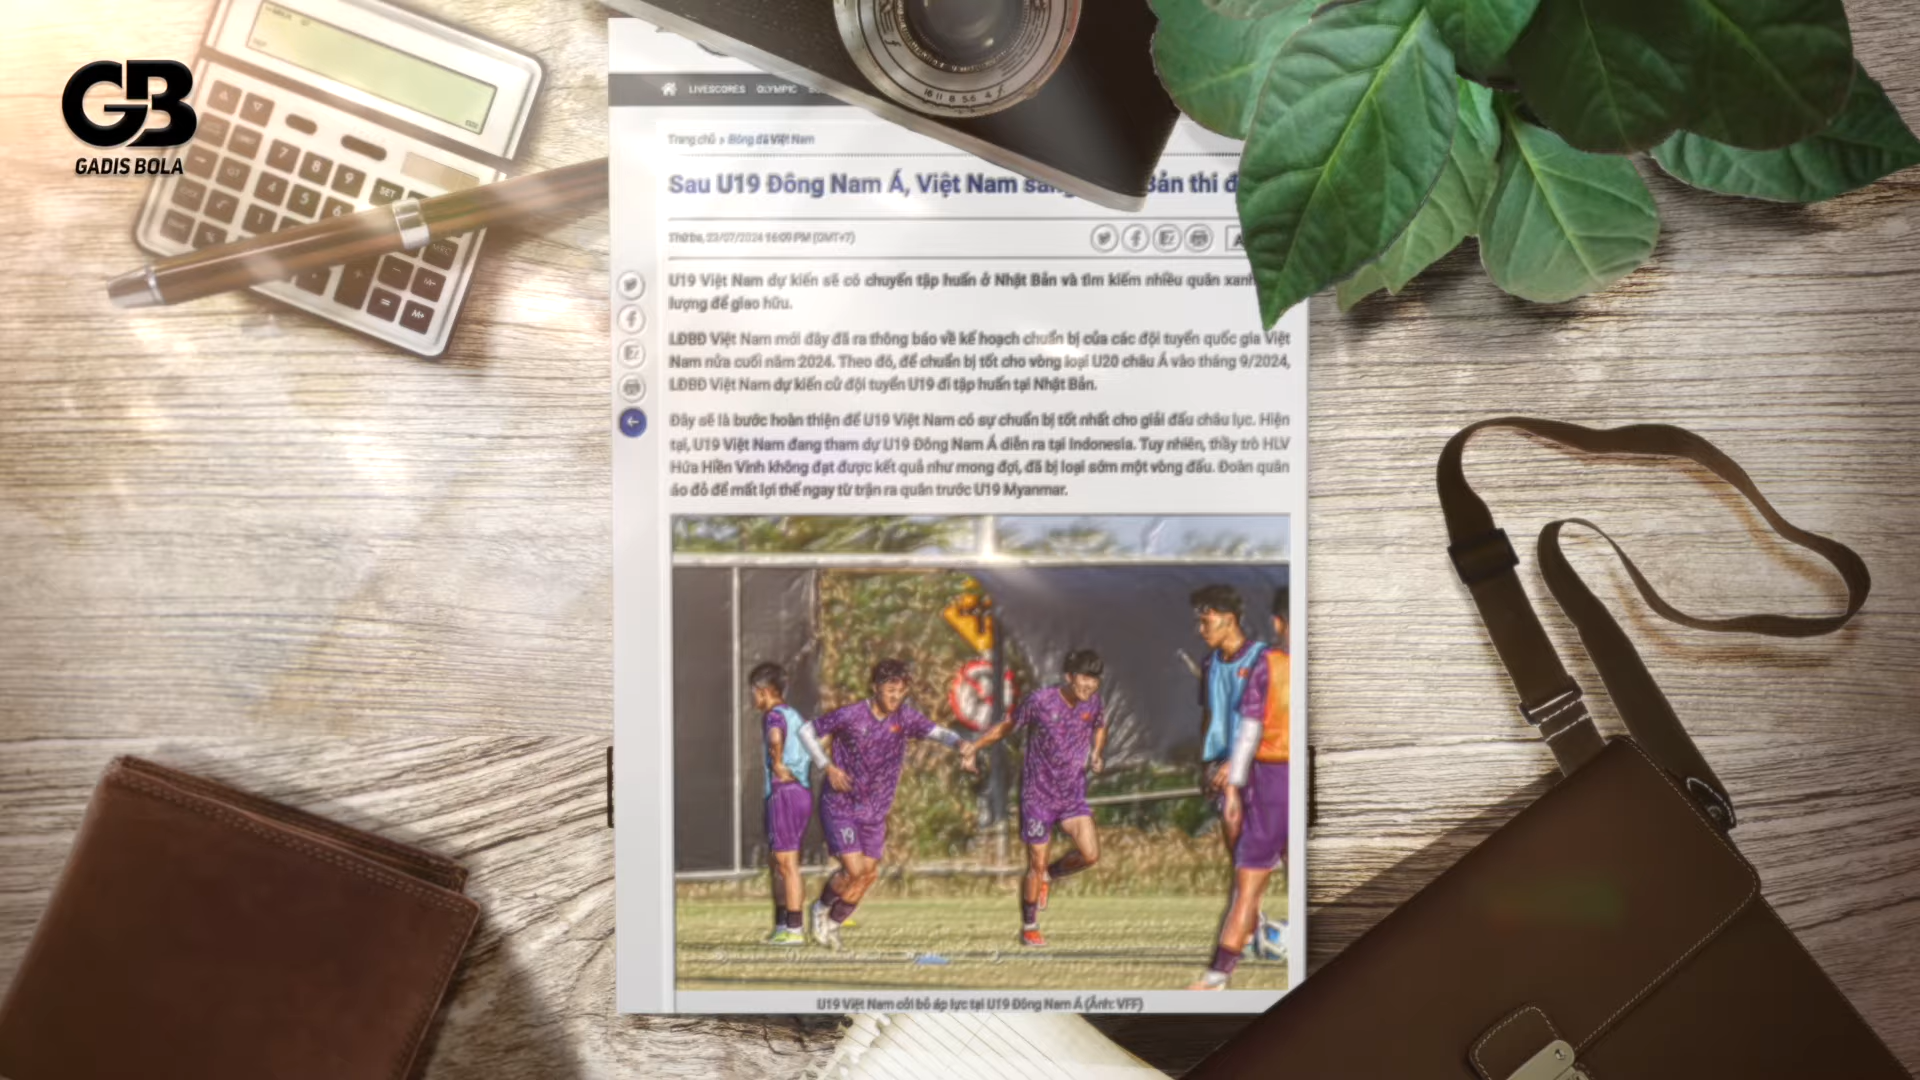 GB
GADIS BOLA
LIVESCORES OLYMPIC
Trang chủ » Bóng đá Việt Nam
Sau U19 Đông Nam Á, Việt Nam Bản thi
Thứ ba, 23/07/2024 16:09 PM (GMT+7)
U19 Việt Nam dự kiến sẽ có chuyến tập huấn ở Nhật Bản và tìm kiếm nhiều quân xanh
lượng để giao hữu.
LĐBĐ Việt Nam mới đây đã ra thông báo về kế hoạch chuẩn bị của các đội tuyển quốc gia Việt
Nam nửa cuối năm 2024. Theo đó, để chuẩn bị tốt cho vòng loại U20 châu Á vào tháng 9/2024,
LĐBĐ Việt Nam dự kiến cử đội tuyển U19 đi tập huấn tại Nhật Bản.
Đây sẽ là bước hoàn thiện để U19 Việt Nam có sự chuẩn bị tốt nhất cho giải đấu châu lục. Hiện
tại, U19 Việt Nam đang tham dự U19 Đông Nam Á diễn ra tại Indonesia. Tuy nhiên, thầy trò HLV
Hứa Hiền Vinh không đạt được kết quả như mong đợi, đã bị loại sớm một vòng đấu. Đoàn quân
áo đỏ để mất lợi thế ngay từ trận ra quân trước U19 Myanmar.
19
36
U19 Việt Nam cởi bỏ áp lực tại U19 Đông Nam Á (Ảnh: VFF)